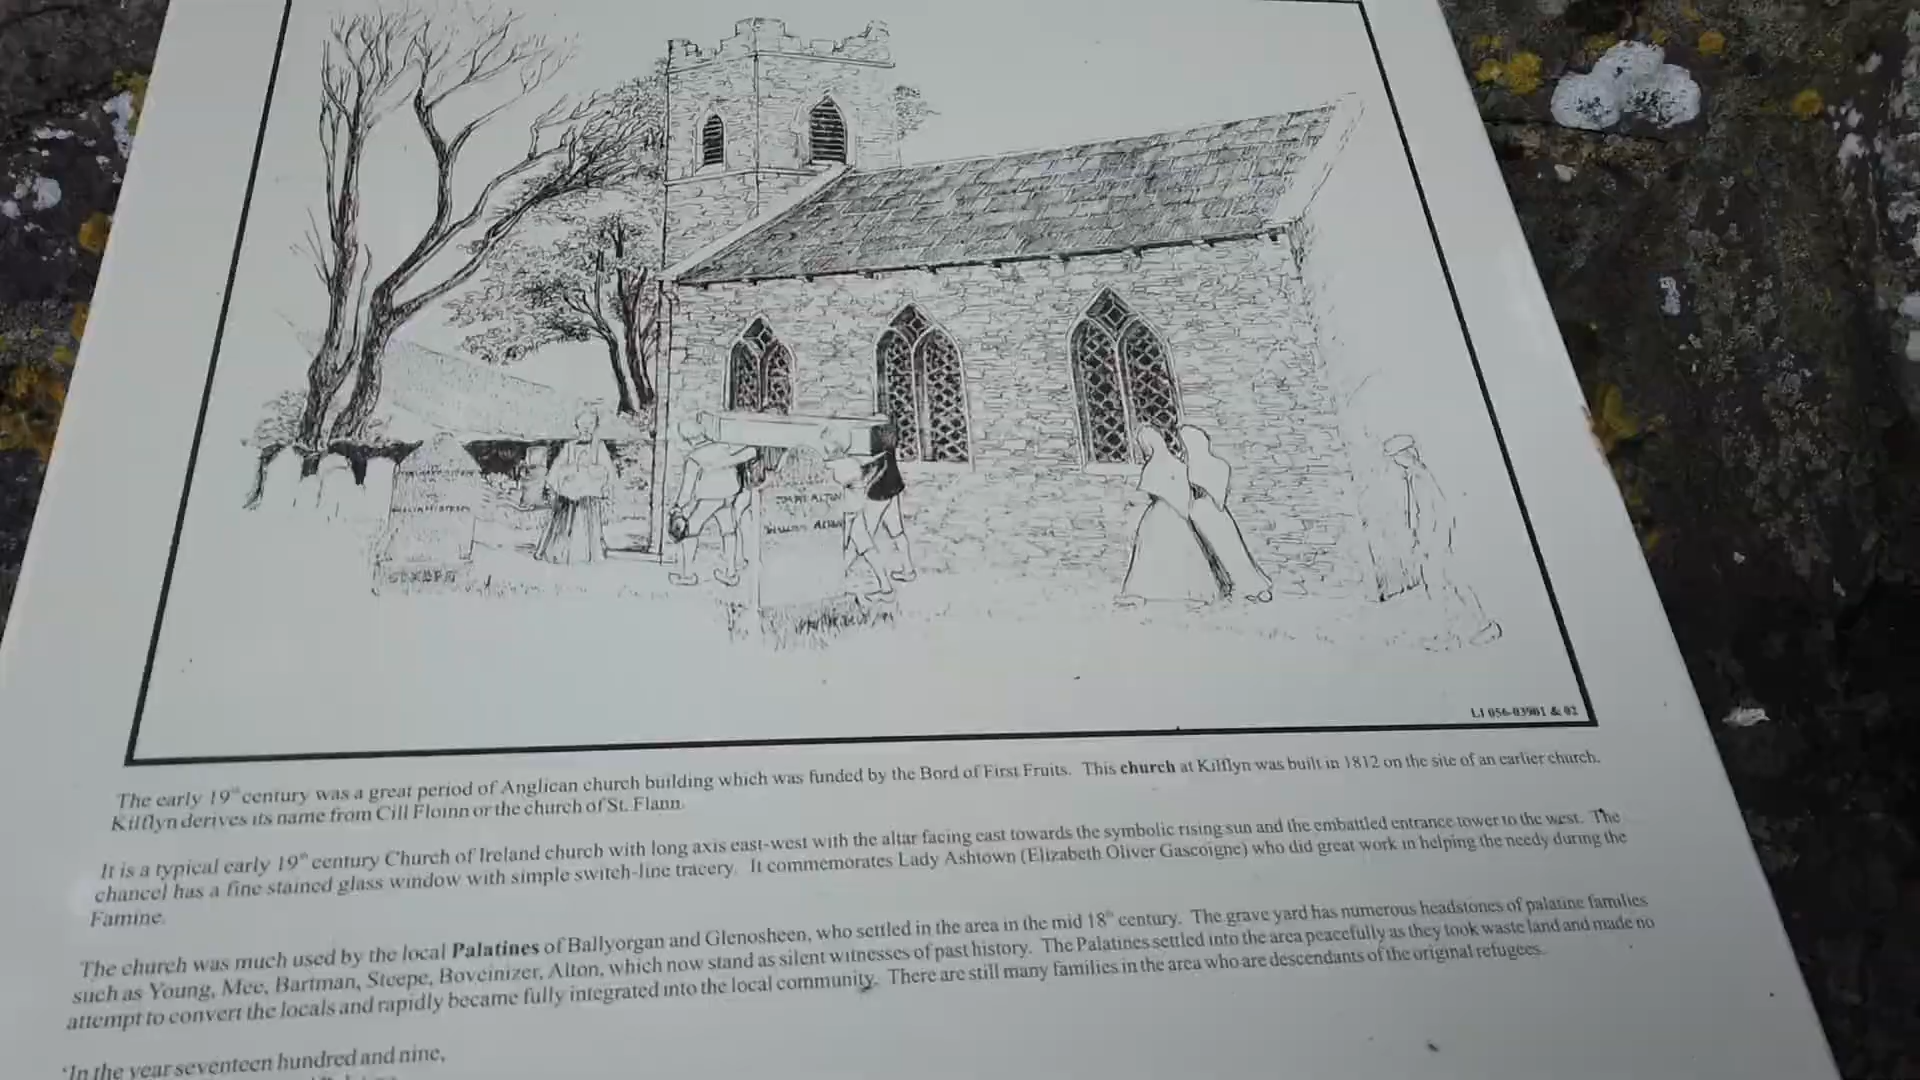 TOMAS ALTON
WILLIAM ALTON
LI 056-03901 & 02
The early 19th century was a great period of Anglican church building which was funded by the Bord of First Fruits. This church at Kilflyn was built in 1812 on the site of an earlier church.
Kilflyn derives its name from Cill Floinn or the church of St. Flann.
It is a typical early 19th century Church of Ireland church with long axis east-west with the altar facing east towards the symbolic rising sun and the embattled entrance tower to the west. The
chancel has a fine stained glass window with simple switch-line tracery. It commemorates Lady Ashtown (Elizabeth Oliver Gascoigne) who did great work in helping the needy during the
Famine.
The church was much used by the local Palatines of Ballyorgan and Glenosheen, who settled in the area in the mid 18th century. The grave yard has numerous headstones of palatine families
such as Young, Mee, Bartman, Steepe, Boveinizer, Alton, which now stand as silent witnesses of past history. The Palatines settled into the area peacefully as they took waste land and made no
attempt to convert the locals and rapidly became fully integrated into the local community. There are still many families in the area who are descendants of the original refugees.
'In the year seventeen hundred and nine,